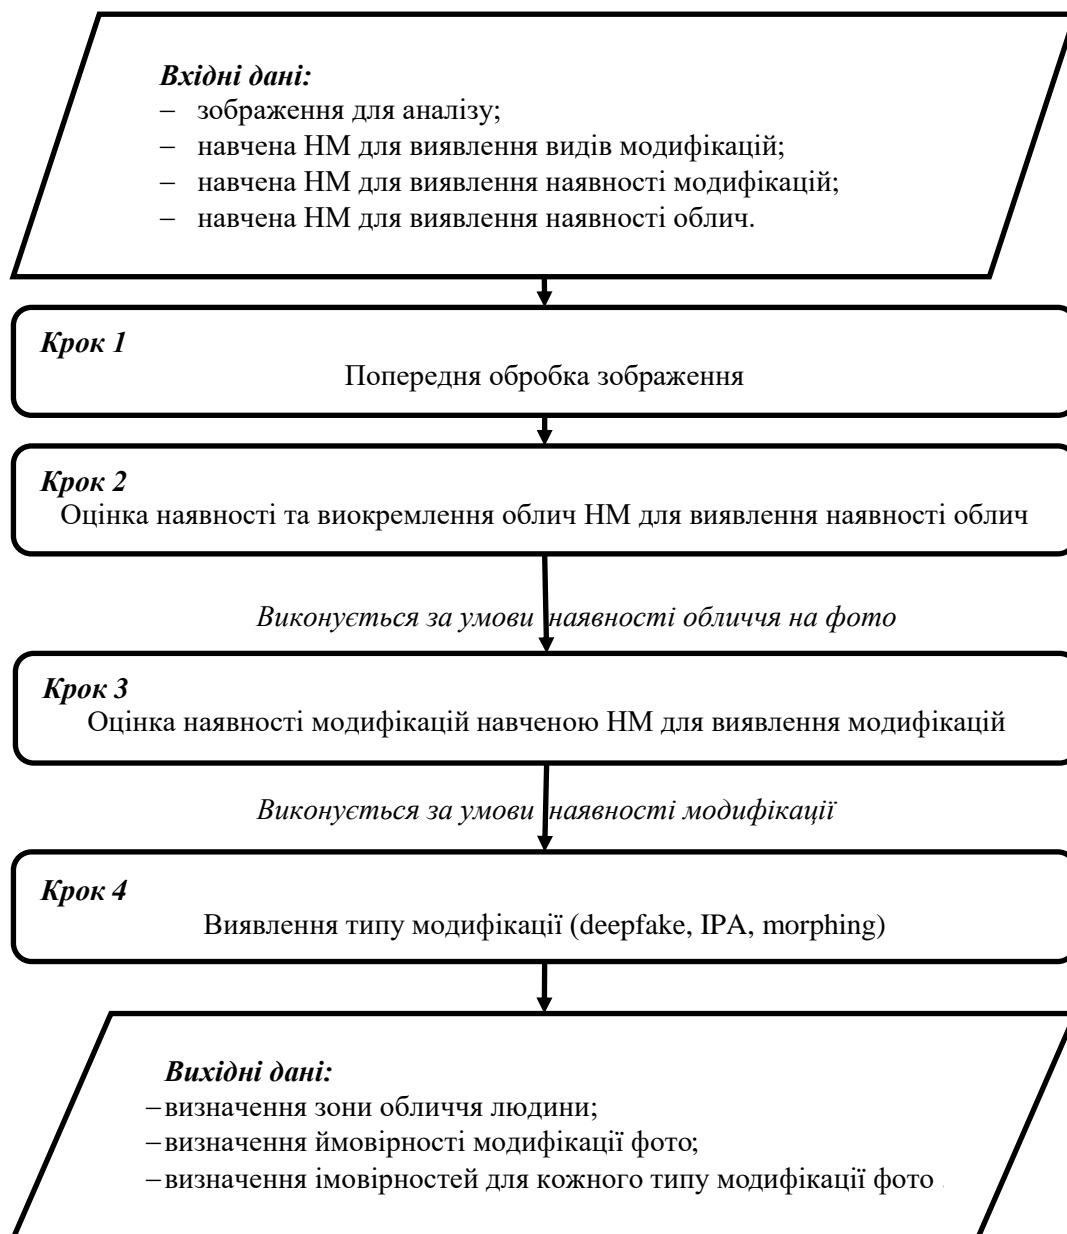 Вхідні дані:
– зображення для аналізу;
– навчена НМ для виявлення видів модифікацій;
– навчена НМ для виявлення наявності модифікацій;
– навчена НМ для виявлення наявності облич.
Крок 1
Попередня обробка зображення
Крок 2
Оцінка наявності та виокремлення облич НМ для виявлення наявності облич
Виконується за умови наявності обличчя на фото
Крок 3
Оцінка наявності модифікацій навченою НМ для виявлення модифікацій
Виконується за умови наявності модифікації
Крок 4
Виявлення типу модифікації (deepfake, IPA, morphing)
Вихідні дані:
–визначення зони обличчя людини;
–визначення ймовірності модифікації фото;
–визначення імовірностей для кожного типу модифікації фото .